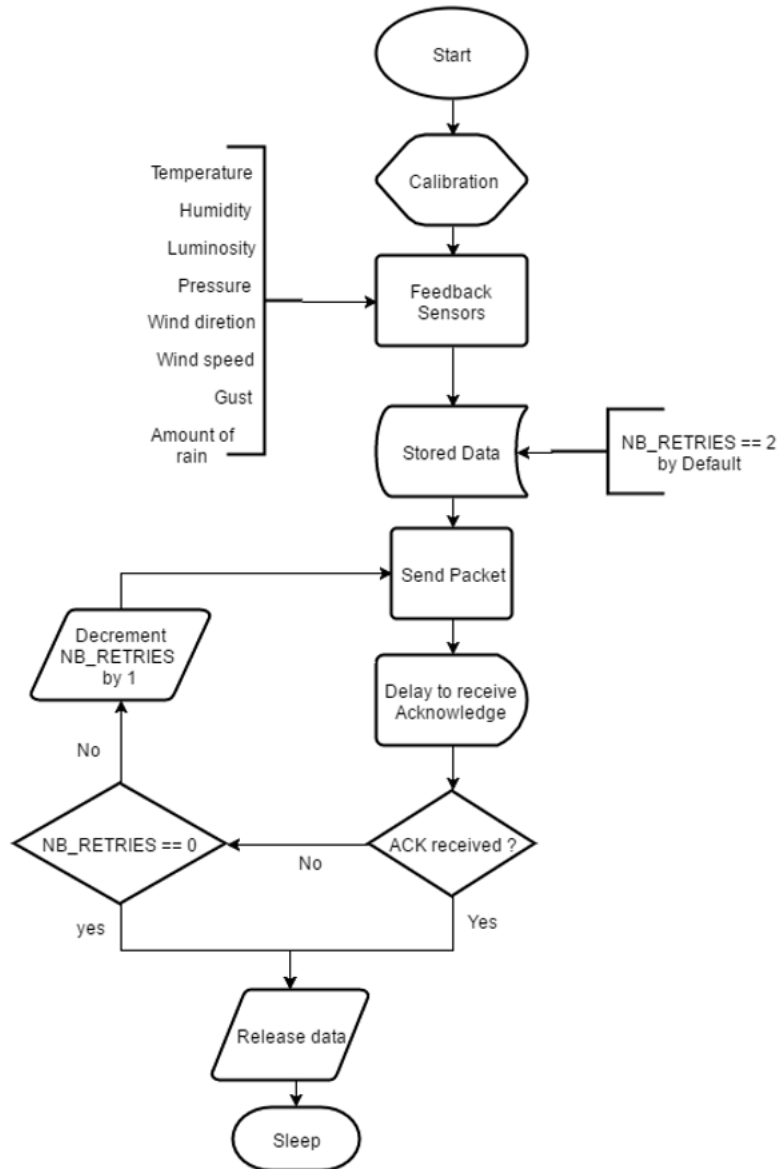 Start
Calibration
Temperature
Humidity
Luminosity
Pressure
Wind diretion
Wind speed
Gust
Amount of
rain
Feedback
Sensors
Stored Data
NB_RETRIES == 2
by Default
Send Packet
Decrement
NB_RETRIES
by 1
Delay to receive
Acknowledge
No
NB_RETRIES == 0
No
ACK received ?
yes
Yes
Release data
Sleep